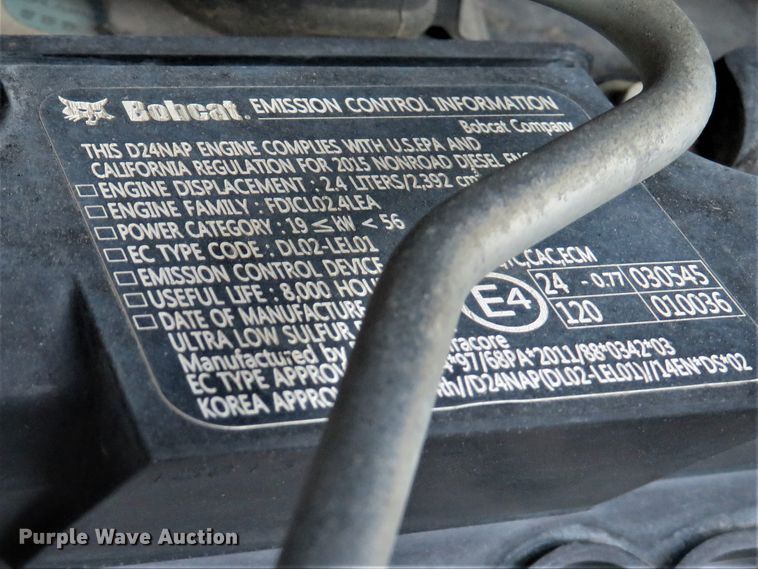 Bobcat. EMISSION CONTROL INFORMATION
Bobcat Company
THIS D24NAP ENGINE COMPLIES WITH U.S.EPA AND
CALIFORNIA REGULATION FOR 2015 NONROAD DIESEL
ENGINE DISPLACEMENT : 2.4 LITERS/2,392
ENGINE FAMILY : FDICL02.4LEA
POWER CATEGORY : 19 ≤ kW < 56
EC TYPE CODE : DL02-LEL01
EMISSION CONTROL DEVICE ,CAC,ECM
USEFUL LIFE : 8,000 24 - 0.77 030545
E4 120 010036
DATE OF MANUFACTURE
ULTRA LOW SULFUR
Manufactured by
EC TYPE *97/68PA*2011/88*0342*03
KOREA //D24NAP(DL02-LEL01)//14EN*DS*02
Purple Wave Auction